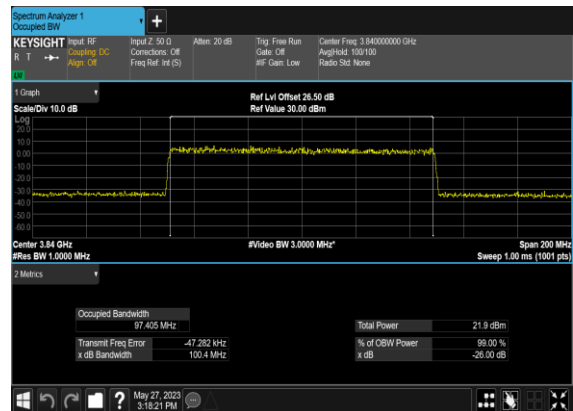 Spectrum Analyzer 1
Occupied BW
+
KEYSIGHT
R T
LW
Input: RF
Coupling: DC
Align: Off
Input Z: 50 Ω
Corrections: Off
Freq Ref: Int (S)
Atten: 20 dB
Trig: Free Run
Gate: Off
#IF Gain: Low
Center Freq: 3.840000000 GHz
Avg|Hold: 100/100
Radio Std: None
1 Graph
Scale/Div 10.0 dB
Ref Lvl Offset 26.50 dB
Ref Value 30.00 dBm
Log
20.0
10.0
0.00
-10.0
-20.0
-30.0
-40.0
-50.0
-60.0
Center 3.84 GHz
#Res BW 1.0000 MHz
#Video BW 3.0000 MHz*
Span 200 MHz
Sweep 1.00 ms (1001 pts)
2 Metrics
Occupied Bandwidth
97.405 MHz
Transmit Freq Error -47.282 kHz
x dB Bandwidth 100.4 MHz
Total Power 21.9 dBm
% of OBW Power 99.00 %
x dB -26.00 dB
?
May 27, 2023
3:18:21 PM